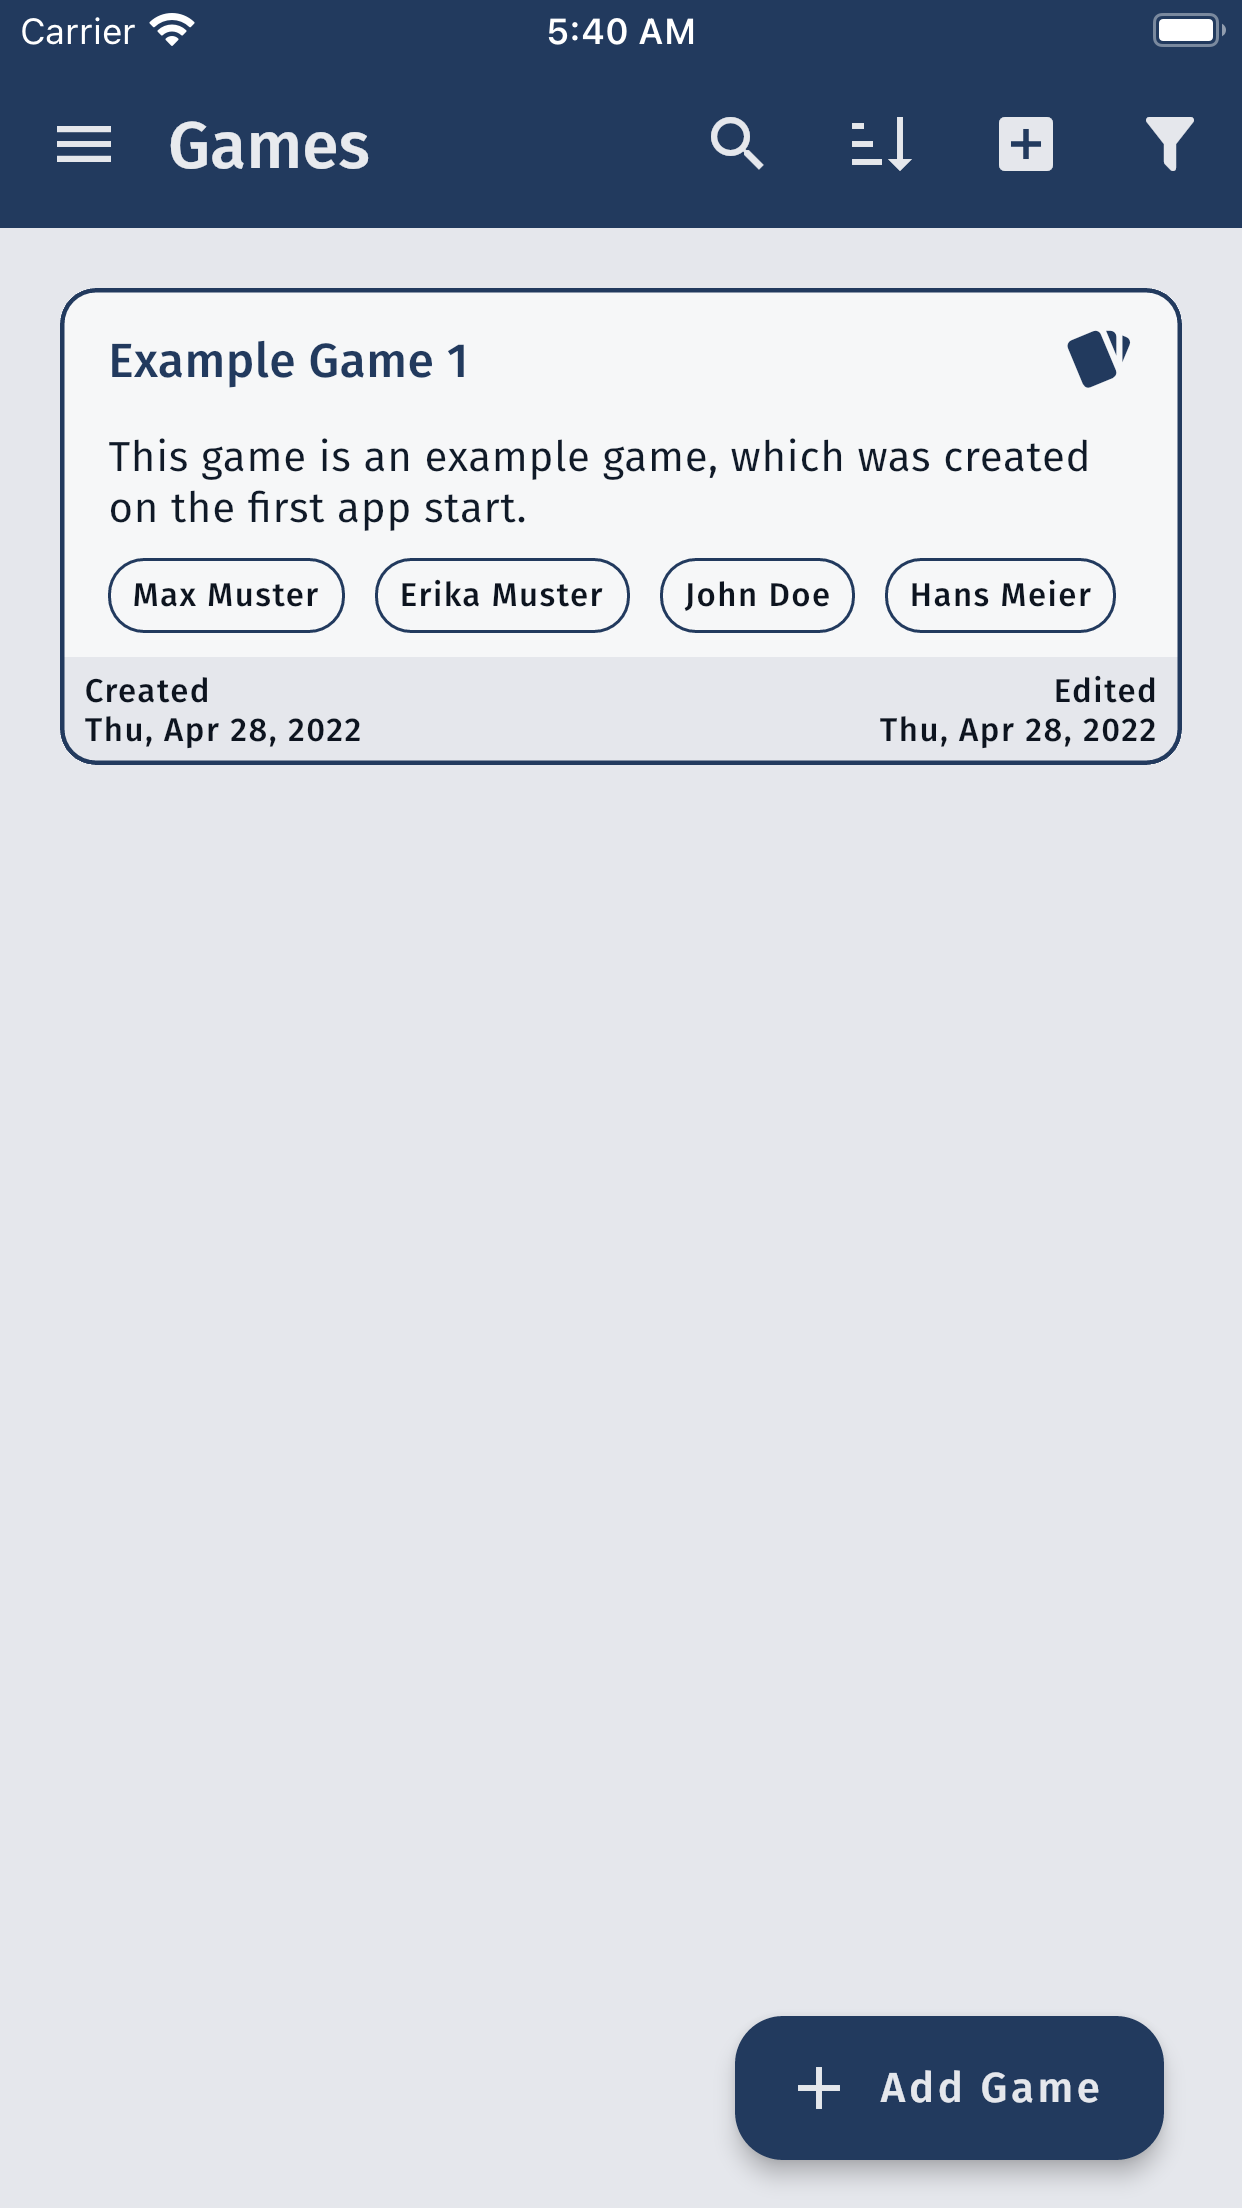 Carrier 5:40 AM
Games
Example Game 1
This game is an example game, which was created
on the first app start.
Max Muster Erika Muster John Doe Hans Meier
Created Edited
Thu, Apr 28, 2022 Thu, Apr 28, 2022
Add Game